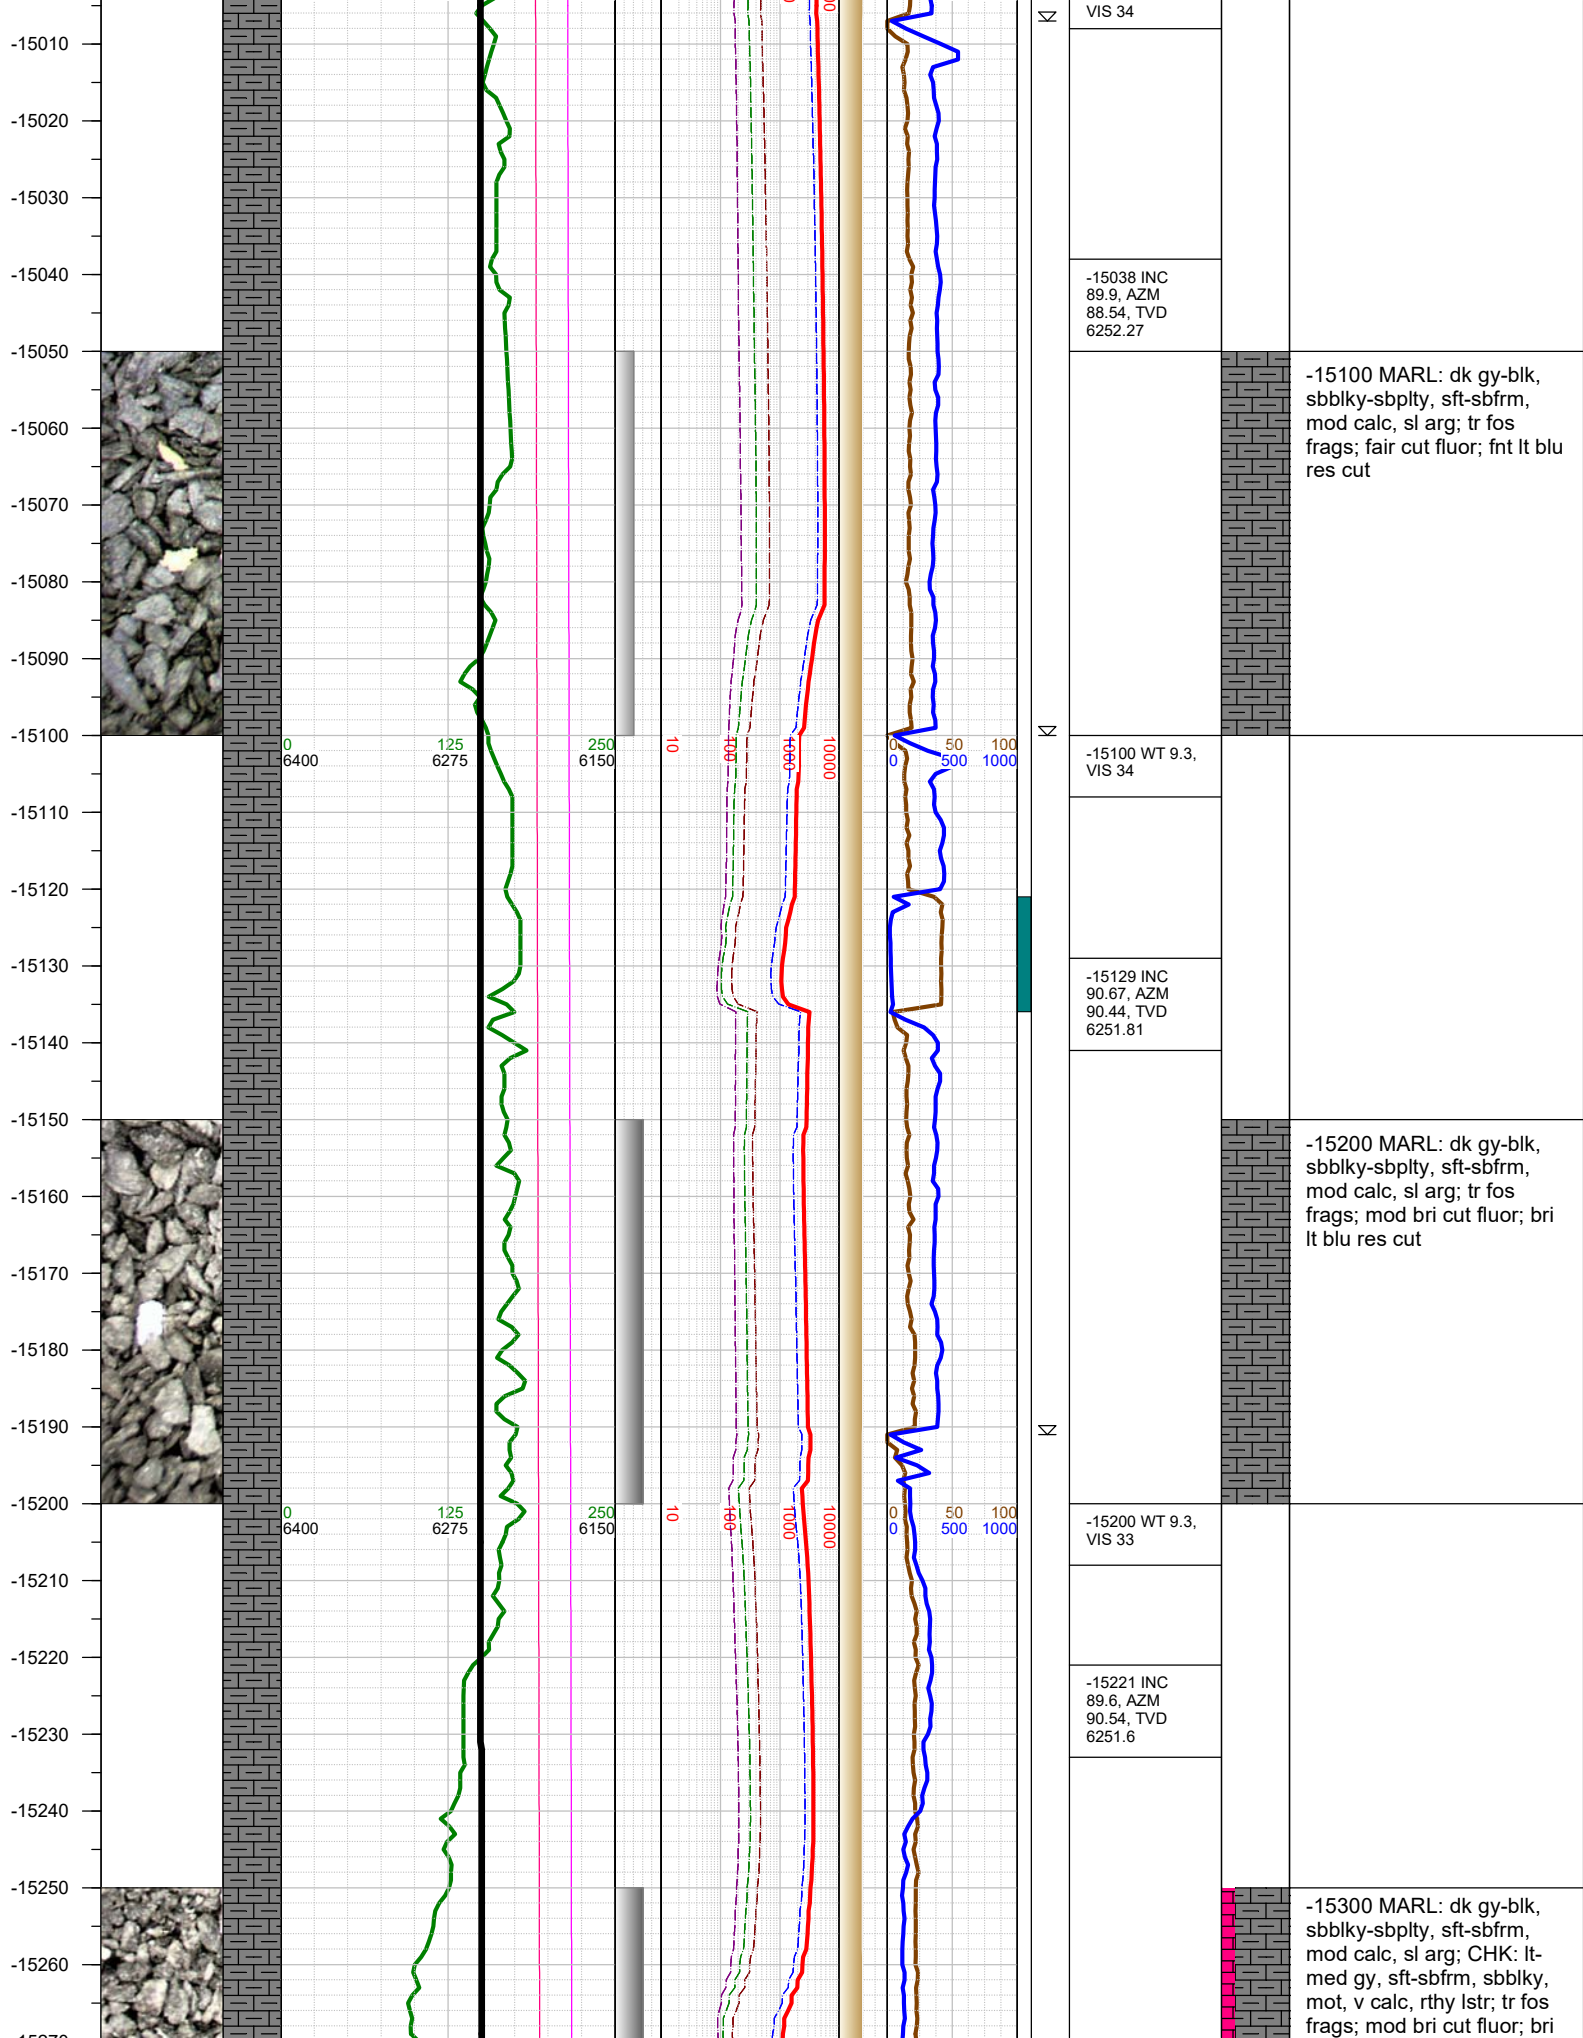 VIS 34
-15010
-15020
-15030
-15040
-15038 INC
89.9, AZM
88.54, TVD
6252.27
-15050
-15100 MARL: dk gy-blk,
sbblky-sbplty, sft-sbfrm,
mod calc, sl arg; tr fos
frags; fair cut fluor; fnt lt blu
res cut
-15060
-15070
-15080
-15090
-15100
0 125 250 10 100 1000 10000 0 50 100
6400 6275 6150 0 500 1000
-15100 WT 9.3,
VIS 34
-15110
-15120
-15130
-15129 INC
90.67, AZM
90.44, TVD
6251.81
-15140
-15150
-15200 MARL: dk gy-blk,
sbblky-sbplty, sft-sbfrm,
mod calc, sl arg; tr fos
frags; mod bri cut fluor; bri
lt blu res cut
-15160
-15170
-15180
-15190
-15200
0 125 250 10 100 1000 10000 0 50 100
6400 6275 6150 0 500 1000
-15200 WT 9.3,
VIS 33
-15210
-15220
-15221 INC
89.6, AZM
90.54, TVD
6251.6
-15230
-15240
-15250
-15300 MARL: dk gy-blk,
sbblky-sbplty, sft-sbfrm,
mod calc, sl arg; CHK: lt-
med gy, sft-sbfrm, sbblky,
mot, v calc, rthy lstr; tr fos
frags; mod bri cut fluor; bri
-15260